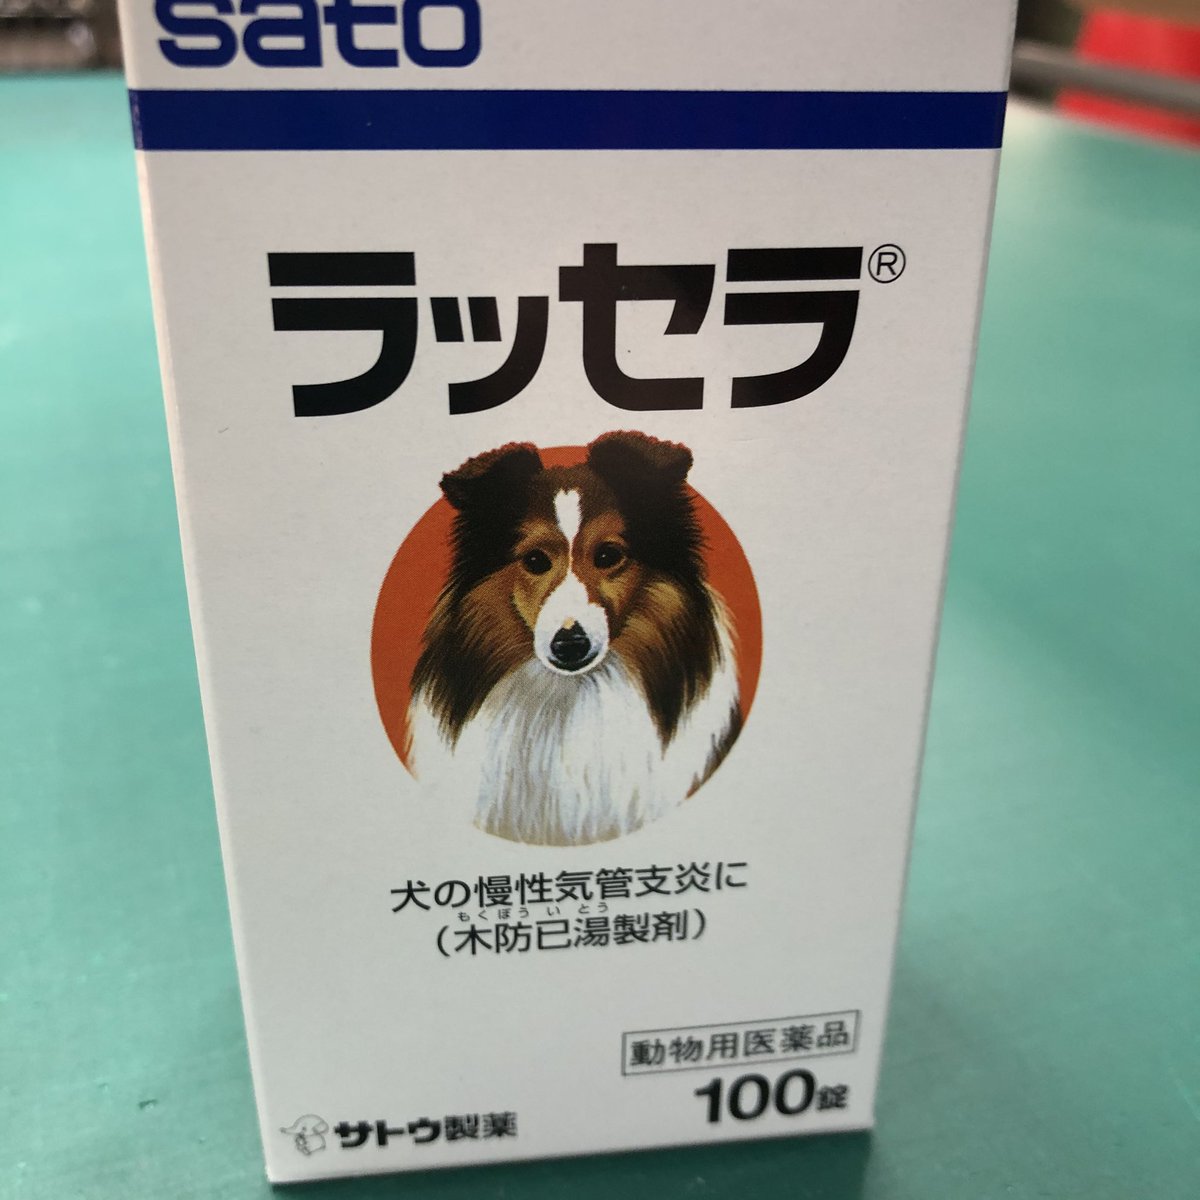 sato
ラッセラ®
犬の慢性気管支炎に
もくぼういとう
(木防已湯製剤)
動物用医薬品
100錠
サトウ製薬